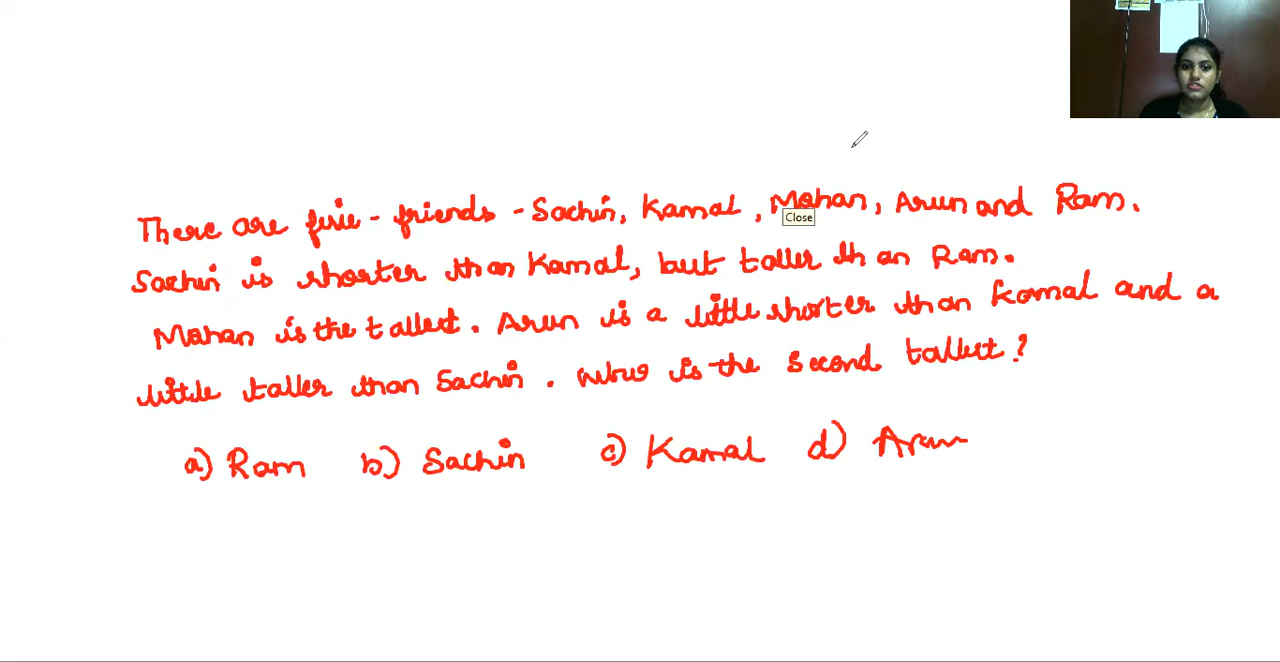 There are five - friends - Sachin, Kamal, Mohan, Arun and Ram.
Close
Sachin is shorter than Kamal, but taller than Ram.
Mohan is the tallest. Arun is a little shorter than Kamal and a
little taller than Sachin. Who is the second tallest?
a) Ram b) Sachin c) Kamal d) Arun